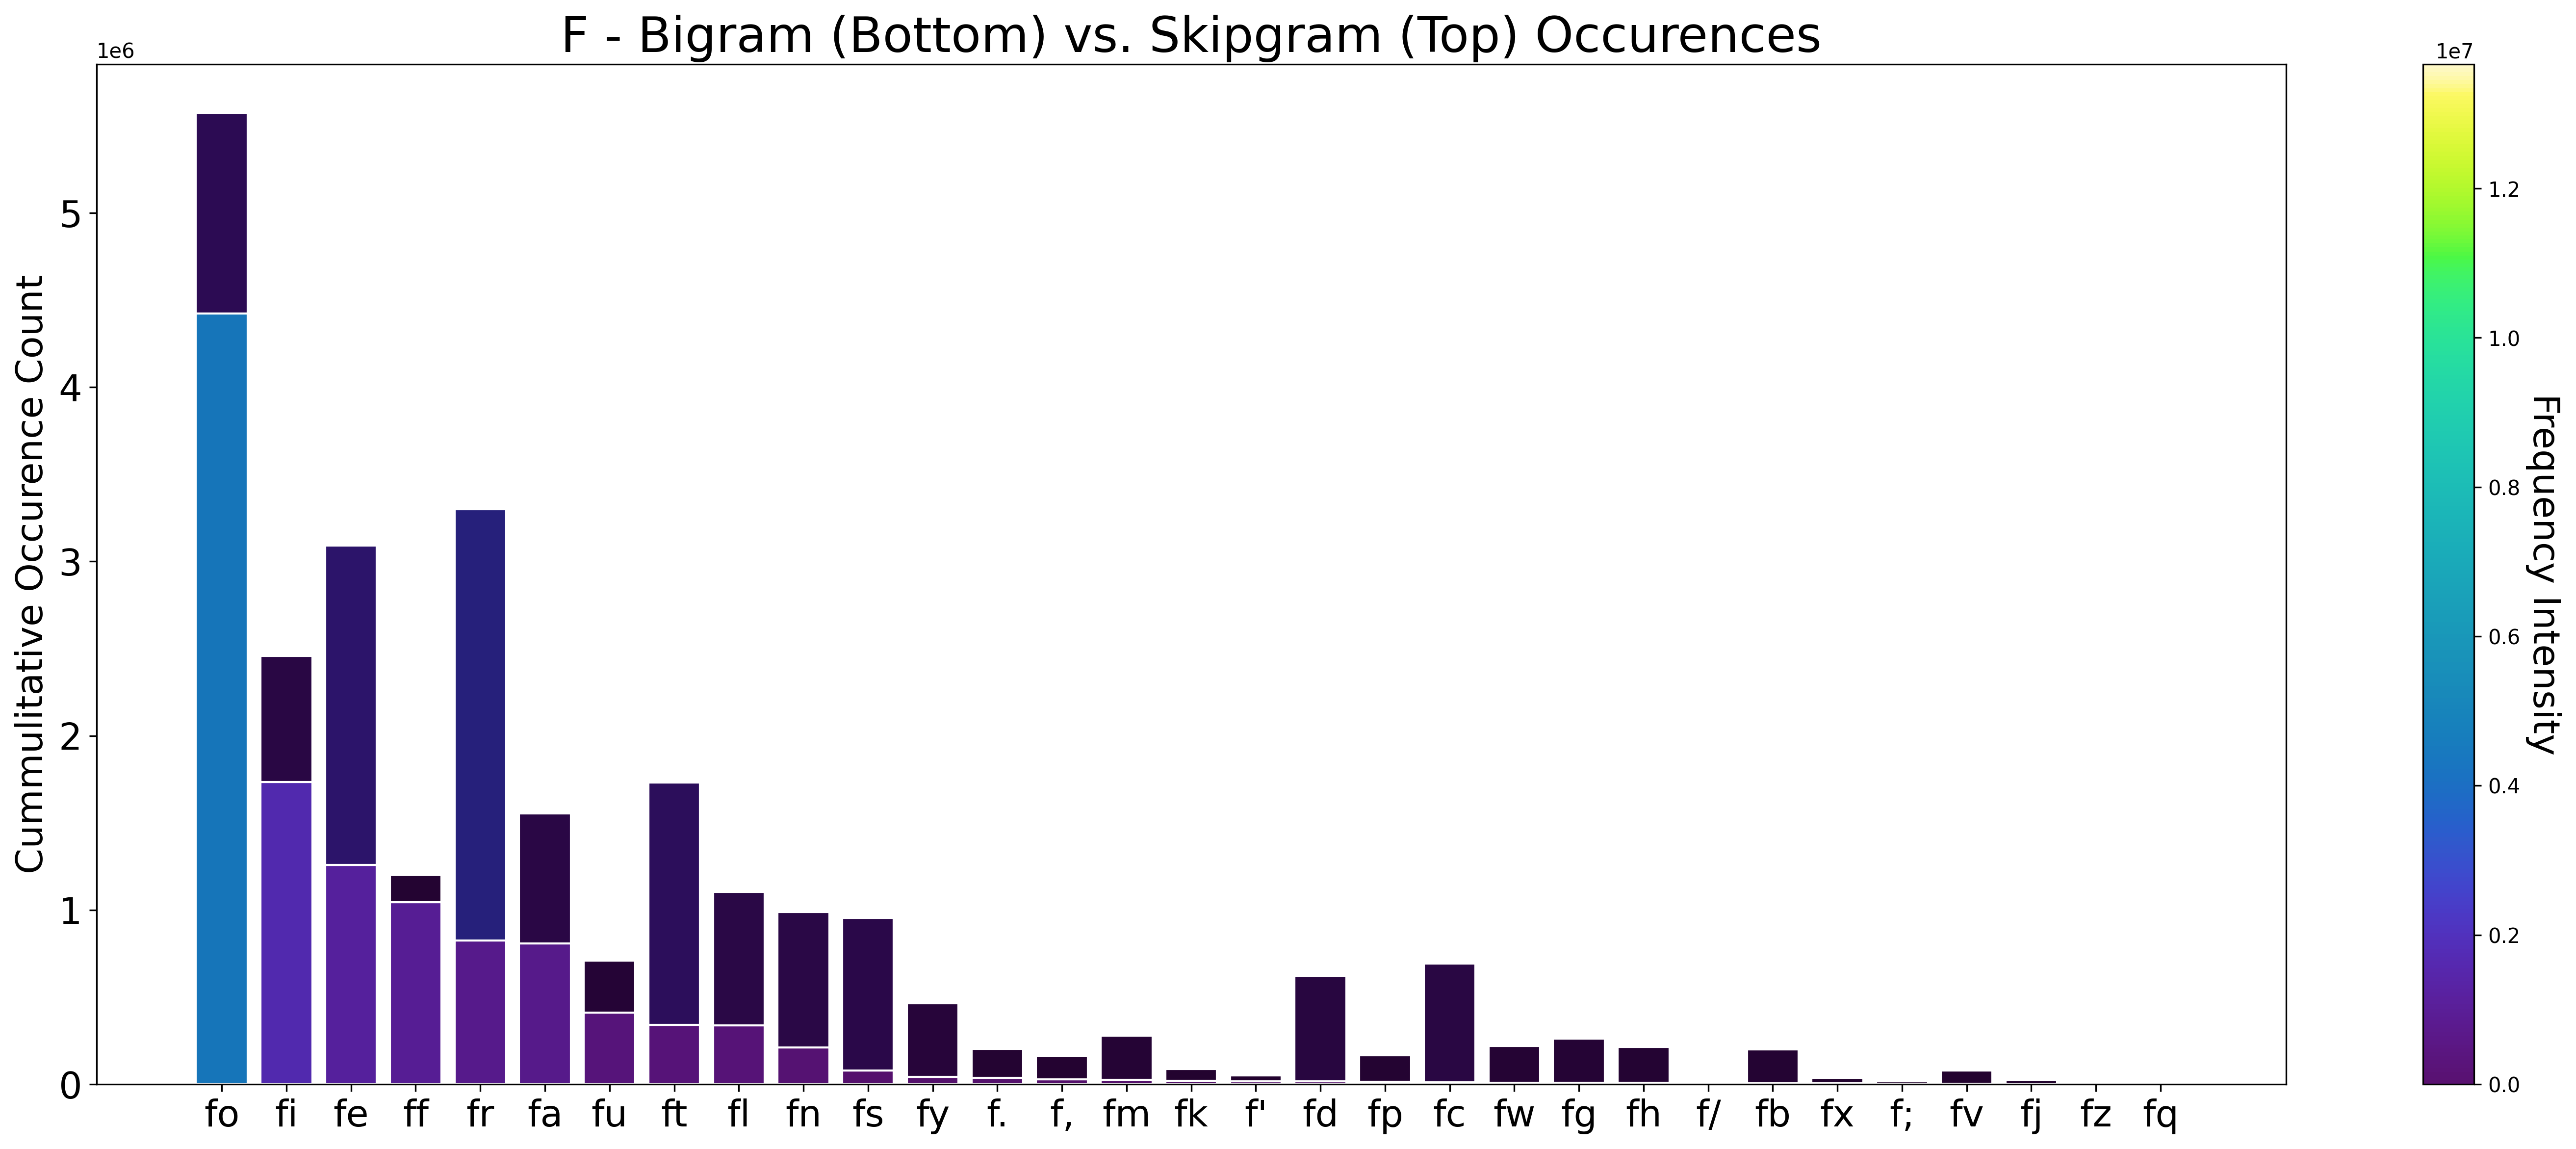 F - Bigram (Bottom) vs. Skipgram (Top) Occurences
1e6
1e7
Cummulitative Occurence Count
5
4
3
2
1
0
fo fi fe ff fr fa fu ft fl fn fs fy f. f, fm fk f' fd fp fc fw fg fh f/ fb fx f; fv fj fz fq
1.2
1.0
0.8
0.6
0.4
0.2
0.0
Frequency Intensity